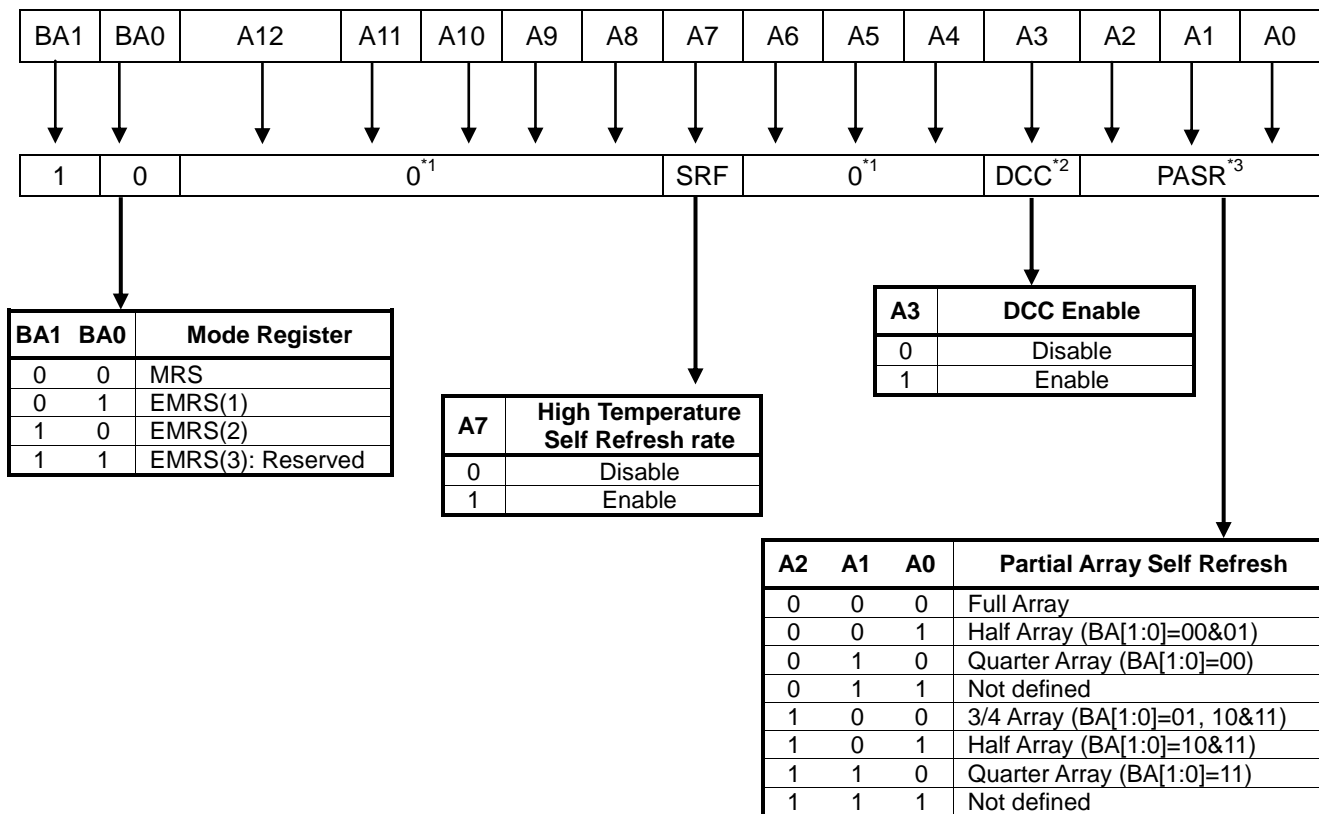 BA1 BA0 A12 A11 A10 A9 A8 A7 A6 A5 A4 A3 A2 A1 A0
1 0 0*1 SRF 0*1 DCC*2 PASR*3
BA1 BA0 Mode Register
0 0 MRS
0 1 EMRS(1)
1 0 EMRS(2)
1 1 EMRS(3): Reserved
A7 High Temperature
Self Refresh rate
0 Disable
1 Enable
A3 DCC Enable
0 Disable
1 Enable
A2 A1 A0 Partial Array Self Refresh
0 0 0 Full Array
0 0 1 Half Array (BA[1:0]=00&01)
0 1 0 Quarter Array (BA[1:0]=00)
0 1 1 Not defined
1 0 0 3/4 Array (BA[1:0]=01, 10&11)
1 0 1 Half Array (BA[1:0]=10&11)
1 1 0 Quarter Array (BA[1:0]=11)
1 1 1 Not defined